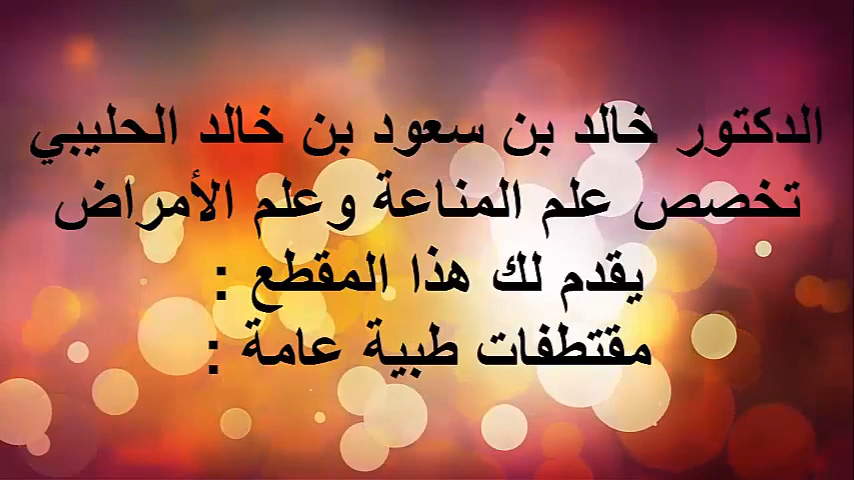 الدكتور خالد بن سعود بن خالد الحليبي
تخصص علم المناعة وعلم الأمراض
يقدم لك هذا المقطع :
مقتطفات طبية عامة :